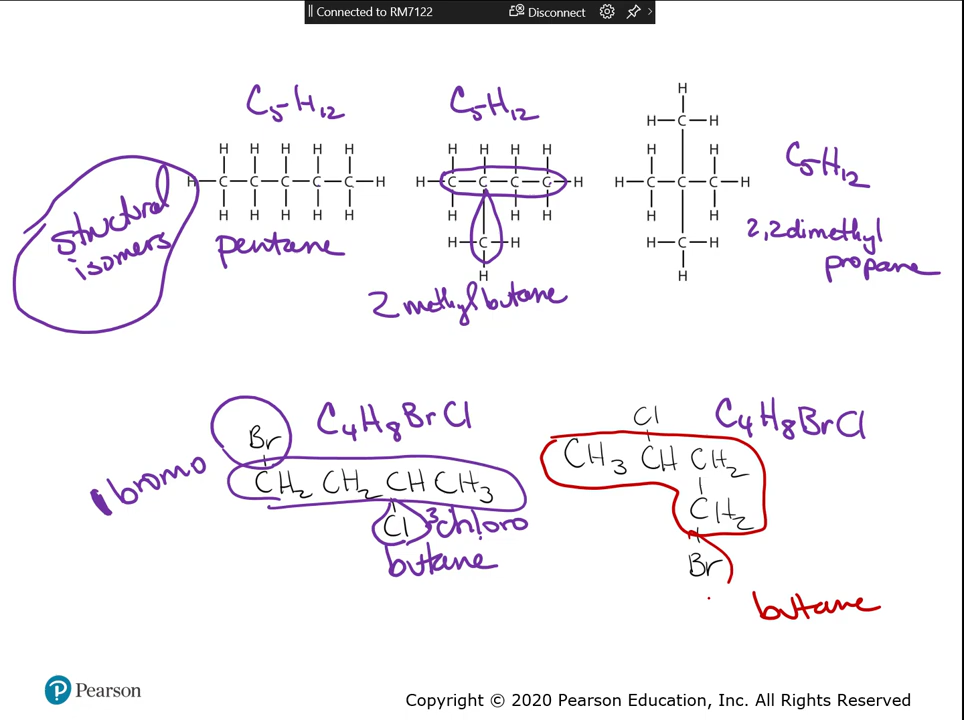 Connected to RM7122 Disconnect
C5H12 C5H12
H
H C H
H H H H H H H H H H H
H C C C C C H H C C C C H H C C C H
H H H H H H H H H H
H C H H C H
H H
C5H12
structural
isomers
pentane
2 methylbutane
2,2dimethyl
propane
C4H8BrCl
Br
CH2 CH2 CH CH3
Cl
1bromo
3chloro
butane
C4H8BrCl
Cl
CH3 CH CH2
CH2
Br
butane
P Pearson
Copyright © 2020 Pearson Education, Inc. All Rights Reserved